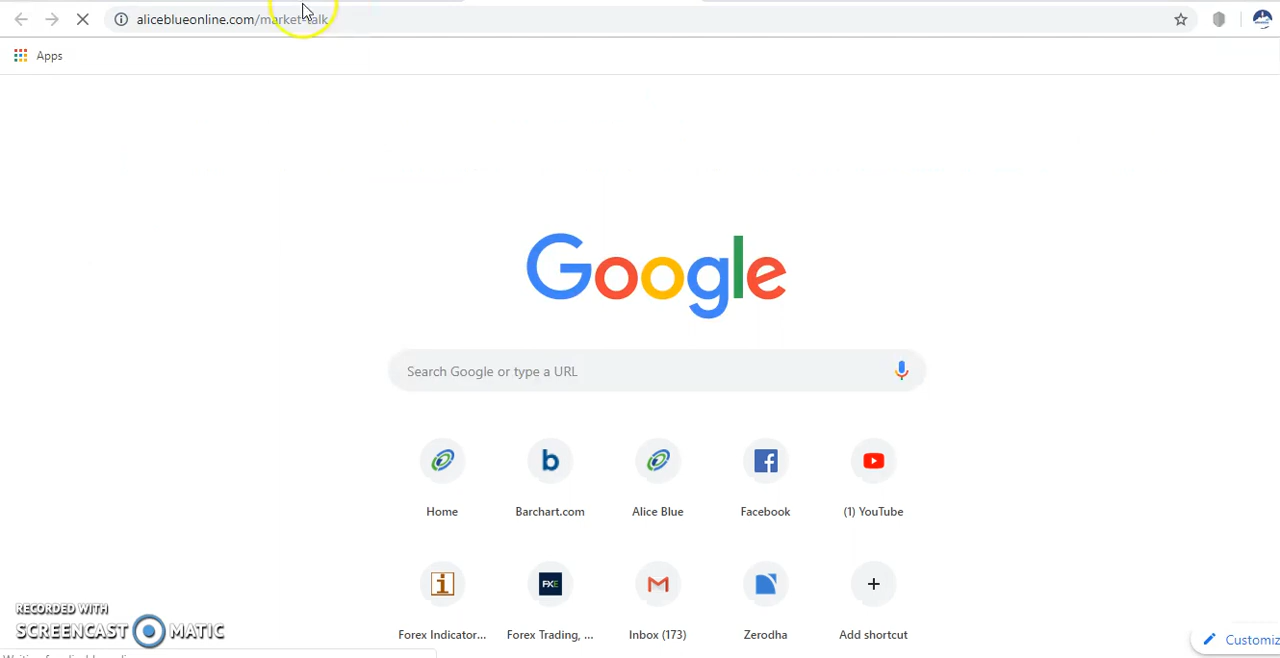 aliceblueonline.com/market-talk
Apps
Google
Search Google or type a URL
Home
Barchart.com
Alice Blue
Facebook
(1) YouTube
b
i
FXE
Forex Indicator...
Forex Trading, ...
Inbox (173)
Zerodha
Add shortcut
RECORDED WITH
SCREENCAST MATIC
Customiz